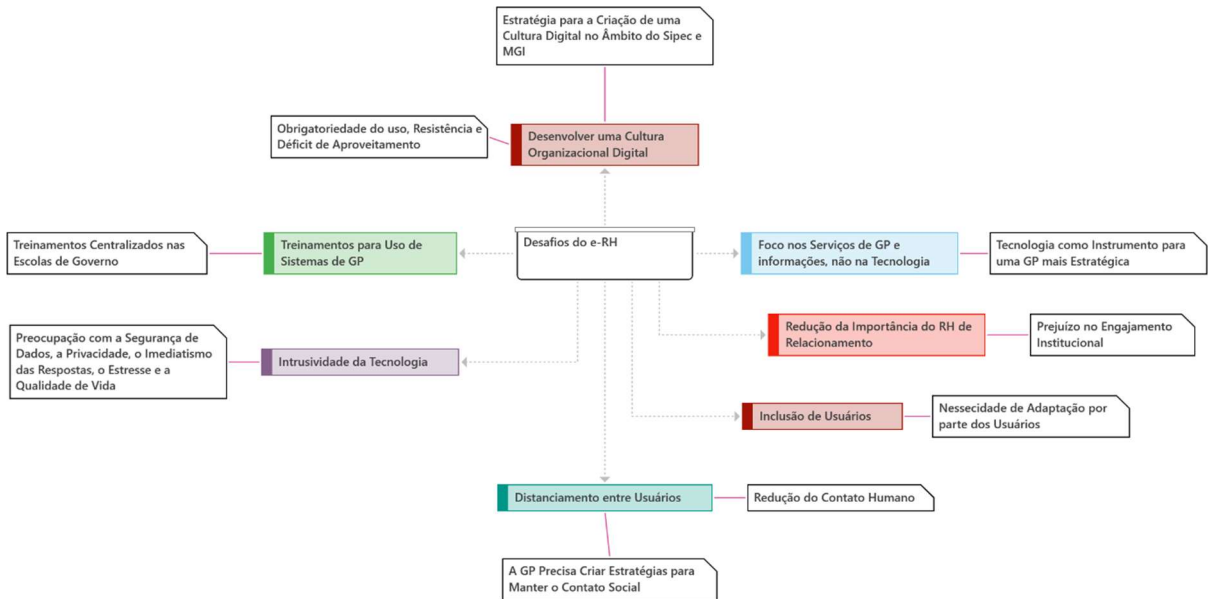 Estratégia para a Criação de uma
Cultura Digital no Âmbito do Sipec e
MGI
Obrigatoriedade do uso, Resistência e
Déficit de Aproveitamento
Desenvolver uma Cultura
Organizacional Digital
Treinamentos Centralizados nas
Escolas de Governo
Treinamentos para Uso de
Sistemas de GP
Desafios do e-RH
Foco nos Serviços de GP e
informações, não na Tecnologia
Tecnologia como Instrumento para
uma GP mais Estratégica
Preocupação com a Segurança de
Dados, a Privacidade, o Imediatismo
das Respostas, o Estresse e a
Qualidade de Vida
Intrusividade da Tecnologia
Redução da Importância do RH de
Relacionamento
Prejuízo no Engajamento
Institucional
Inclusão de Usuários
Nessecidade de Adaptação por
parte dos Usuários
Distanciamento entre Usuários
Redução do Contato Humano
A GP Precisa Criar Estratégias para
Manter o Contato Social